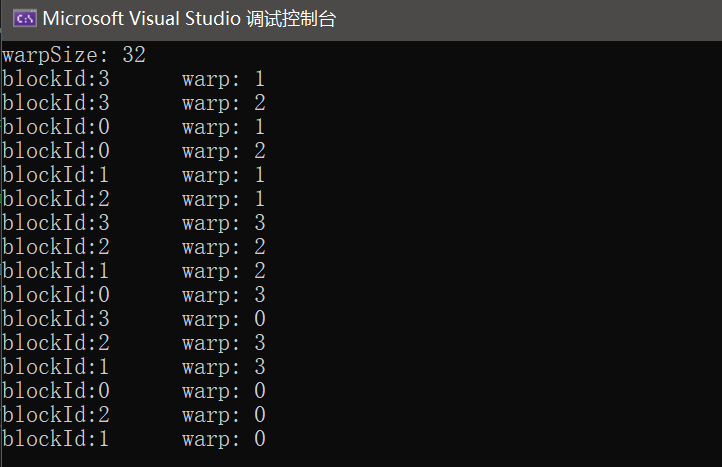 C:\ Microsoft Visual Studio 调试控制台
warpSize: 32
blockId:3 warp: 1
blockId:3 warp: 2
blockId:0 warp: 1
blockId:0 warp: 2
blockId:1 warp: 1
blockId:2 warp: 1
blockId:3 warp: 3
blockId:2 warp: 2
blockId:1 warp: 2
blockId:0 warp: 3
blockId:3 warp: 0
blockId:2 warp: 3
blockId:1 warp: 3
blockId:0 warp: 0
blockId:2 warp: 0
blockId:1 warp: 0